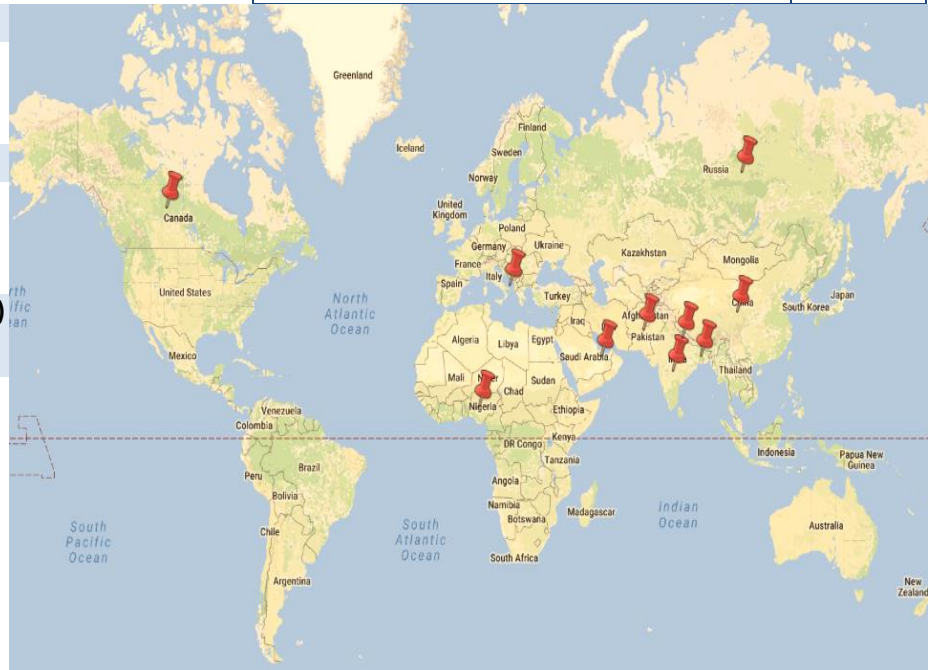 Greenland
Iceland
Finland
Sweden
Norway
Russia
Canada
United
Kingdom
Poland
Germany
Ukraine
France
Kazakhstan
Mongolia
Italy
Spain
Turkey
United States
North
Atlantic
Ocean
China
South Korea
Japan
Iraq
Pakistan
Algeria
Libya
Egypt
Saudi Arabia
Mexico
Mali
Niger
Chad
Sudan
Thailand
Nigeria
Ethiopia
Venezuela
Colombia
DR Congo
Kenya
Tanzania
Indonesia
Papua New
Guinea
Peru
Brazil
Angola
Bolivia
Namibia
Botswana
Madagascar
Indian
Ocean
South
Pacific
Ocean
South
Atlantic
Ocean
Chile
Australia
South Africa
Argentina
New
Zealand
)